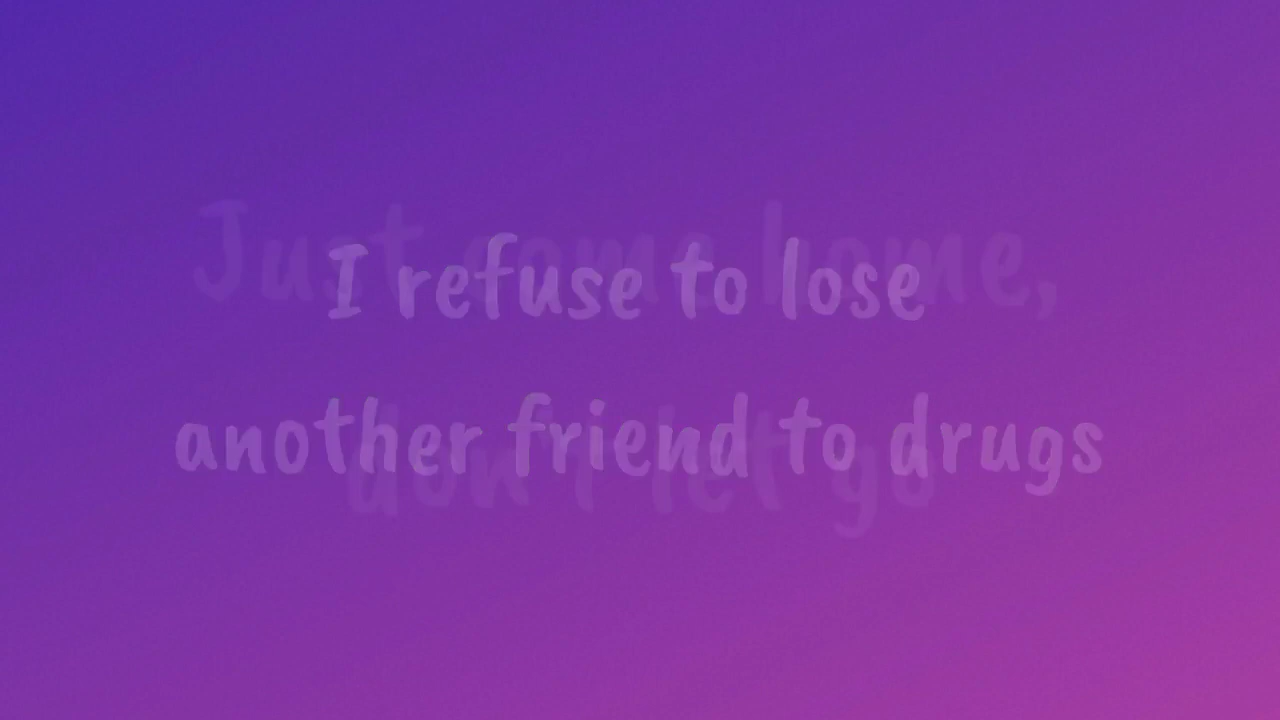 Just come home,
don't let go
I refuse to lose
another friend to drugs